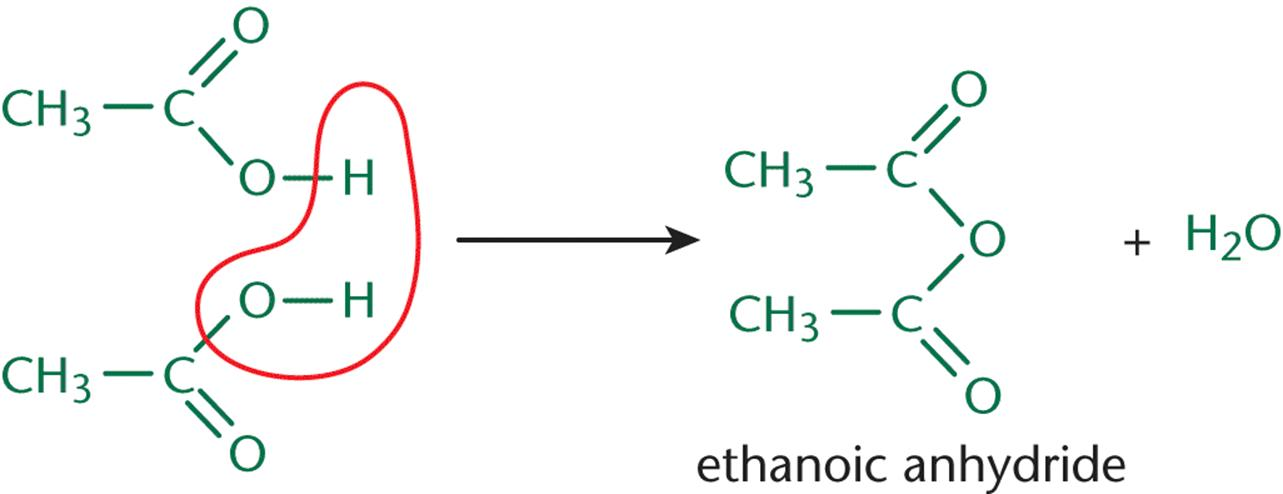 O
CH₃ — C
O — H
O — H
CH₃ — C
O
O
CH₃ — C
O
CH₃ — C
O
+ H₂O
ethanoic anhydride